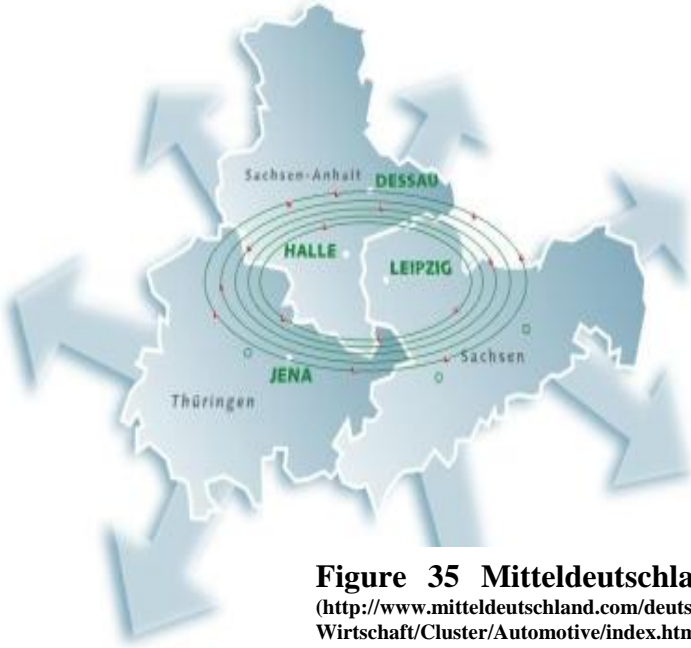 Sachsen-Anhalt
DESSAU
HALLE
LEIPZIG
Sachsen
JENA
Thüringen
Figure 35 Mitteldeutschla
(http://www.mitteldeutschland.com/deuts
Wirtschaft/Cluster/Automotive/index.htn